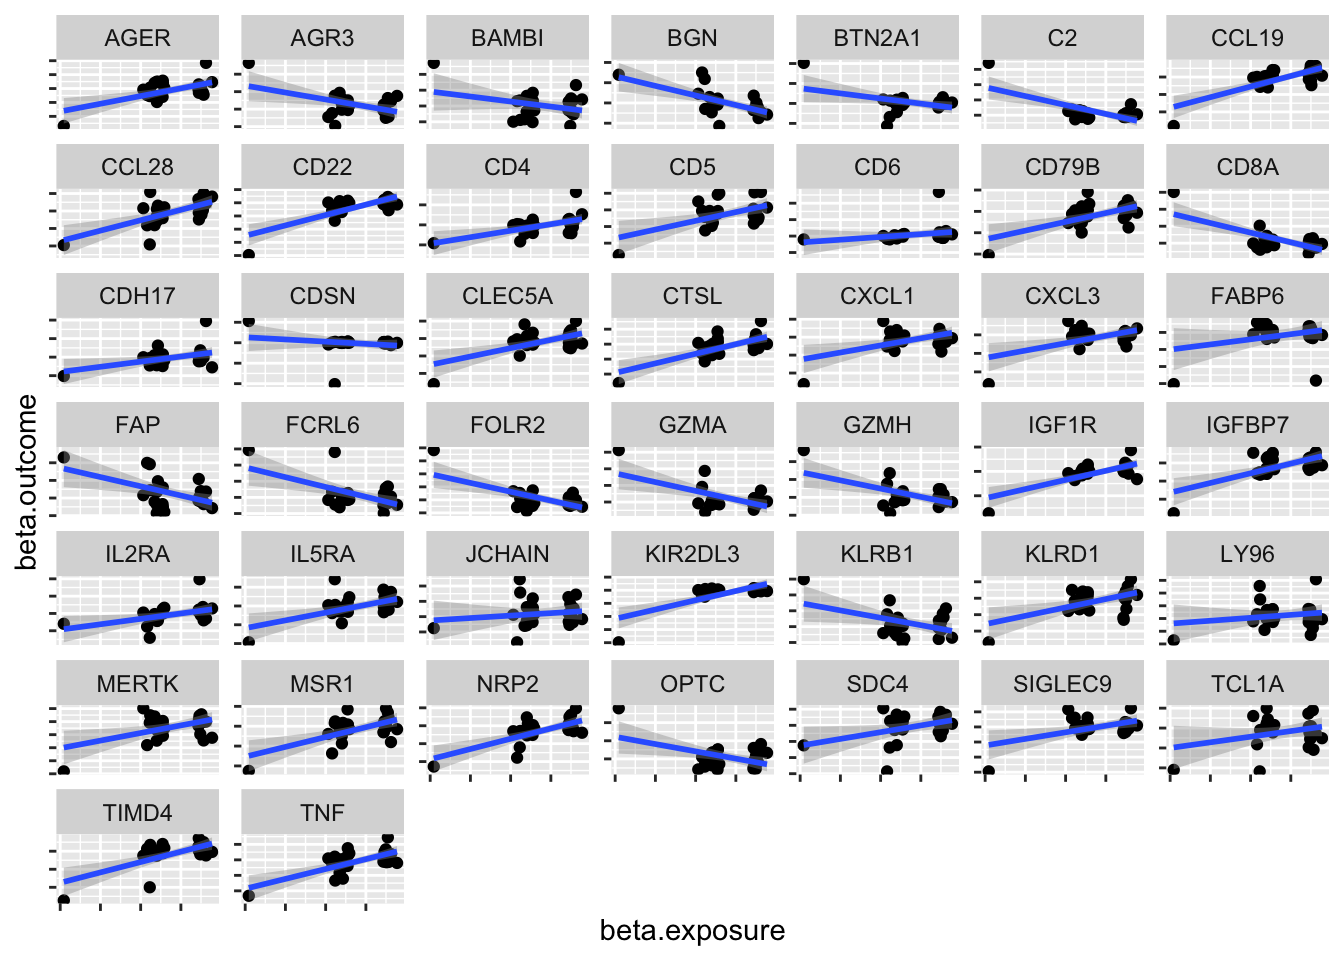 AGER AGR3 BAMBI BGN BTN2A1 C2 CCL19
CCL28 CD22 CD4 CD5 CD6 CD79B CD8A
CDH17 CDSN CLEC5A CTSL CXCL1 CXCL3 FABP6
FAP FCRL6 FOLR2 GZMA GZMH IGF1R IGFBP7
IL2RA IL5RA JCHAIN KIR2DL3 KLRB1 KLRD1 LY96
MERTK MSR1 NRP2 OPTC SDC4 SIGLEC9 TCL1A
TIMD4 TNF
beta.outcome
beta.exposure